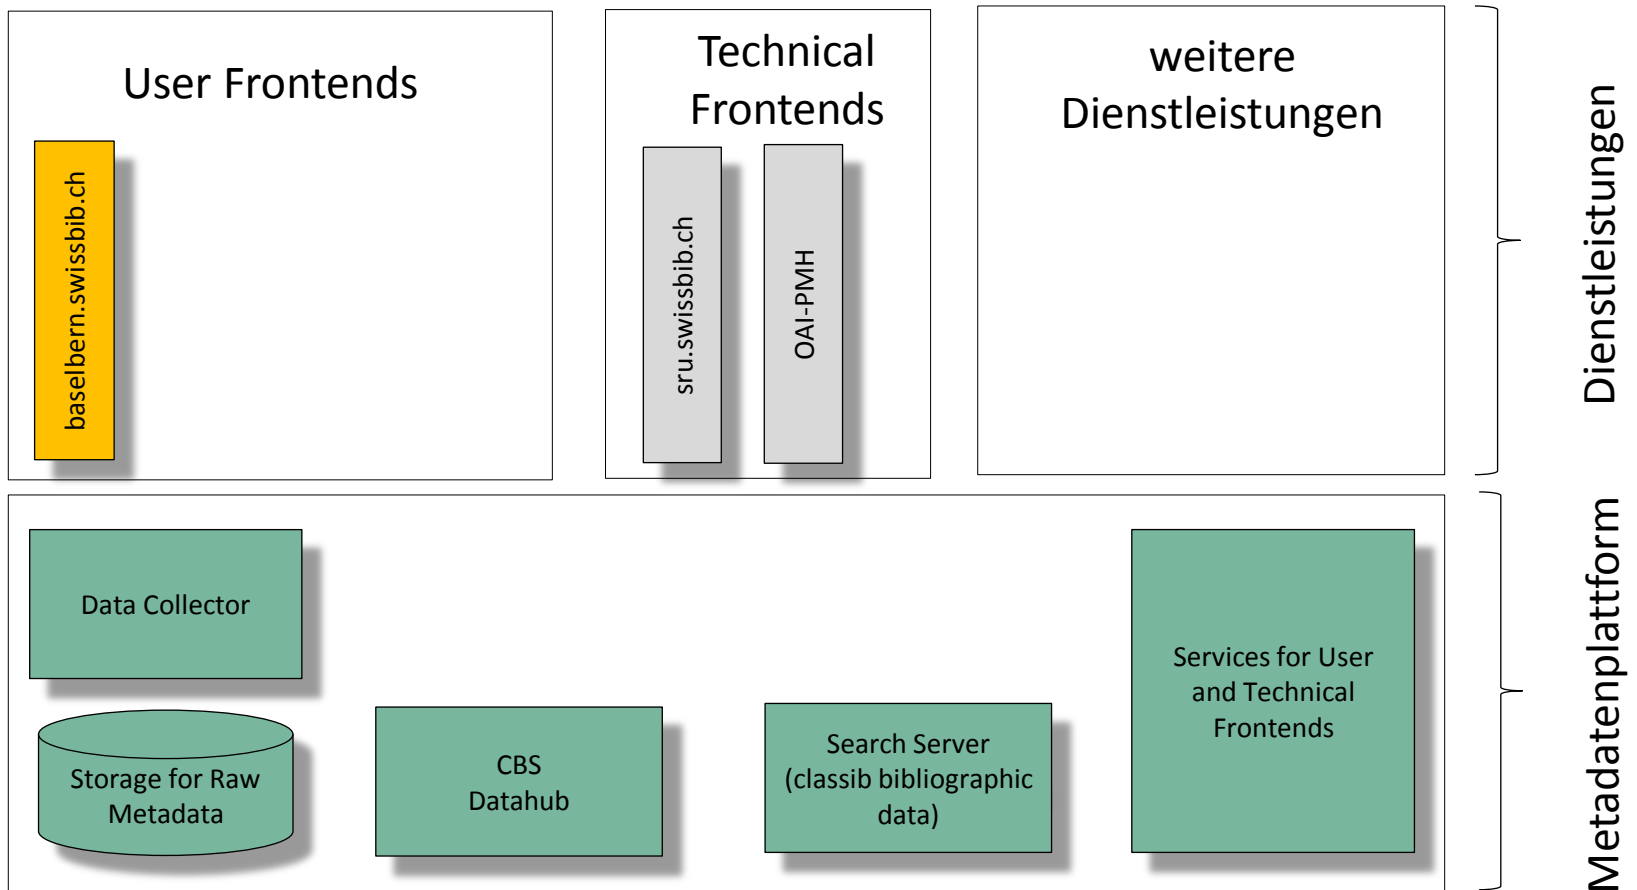 User Frontends
baselbern.swissbib.ch
Technical
Frontends
sru.swissbib.ch
OAI-PMH
weitere
Dienstleistungen
Dienstleistungen
Data Collector
Storage for Raw
Metadata
CBS
Datahub
Search Server
(classib bibliographic
data)
Services for User
and Technical
Frontends
Metadatenplattform